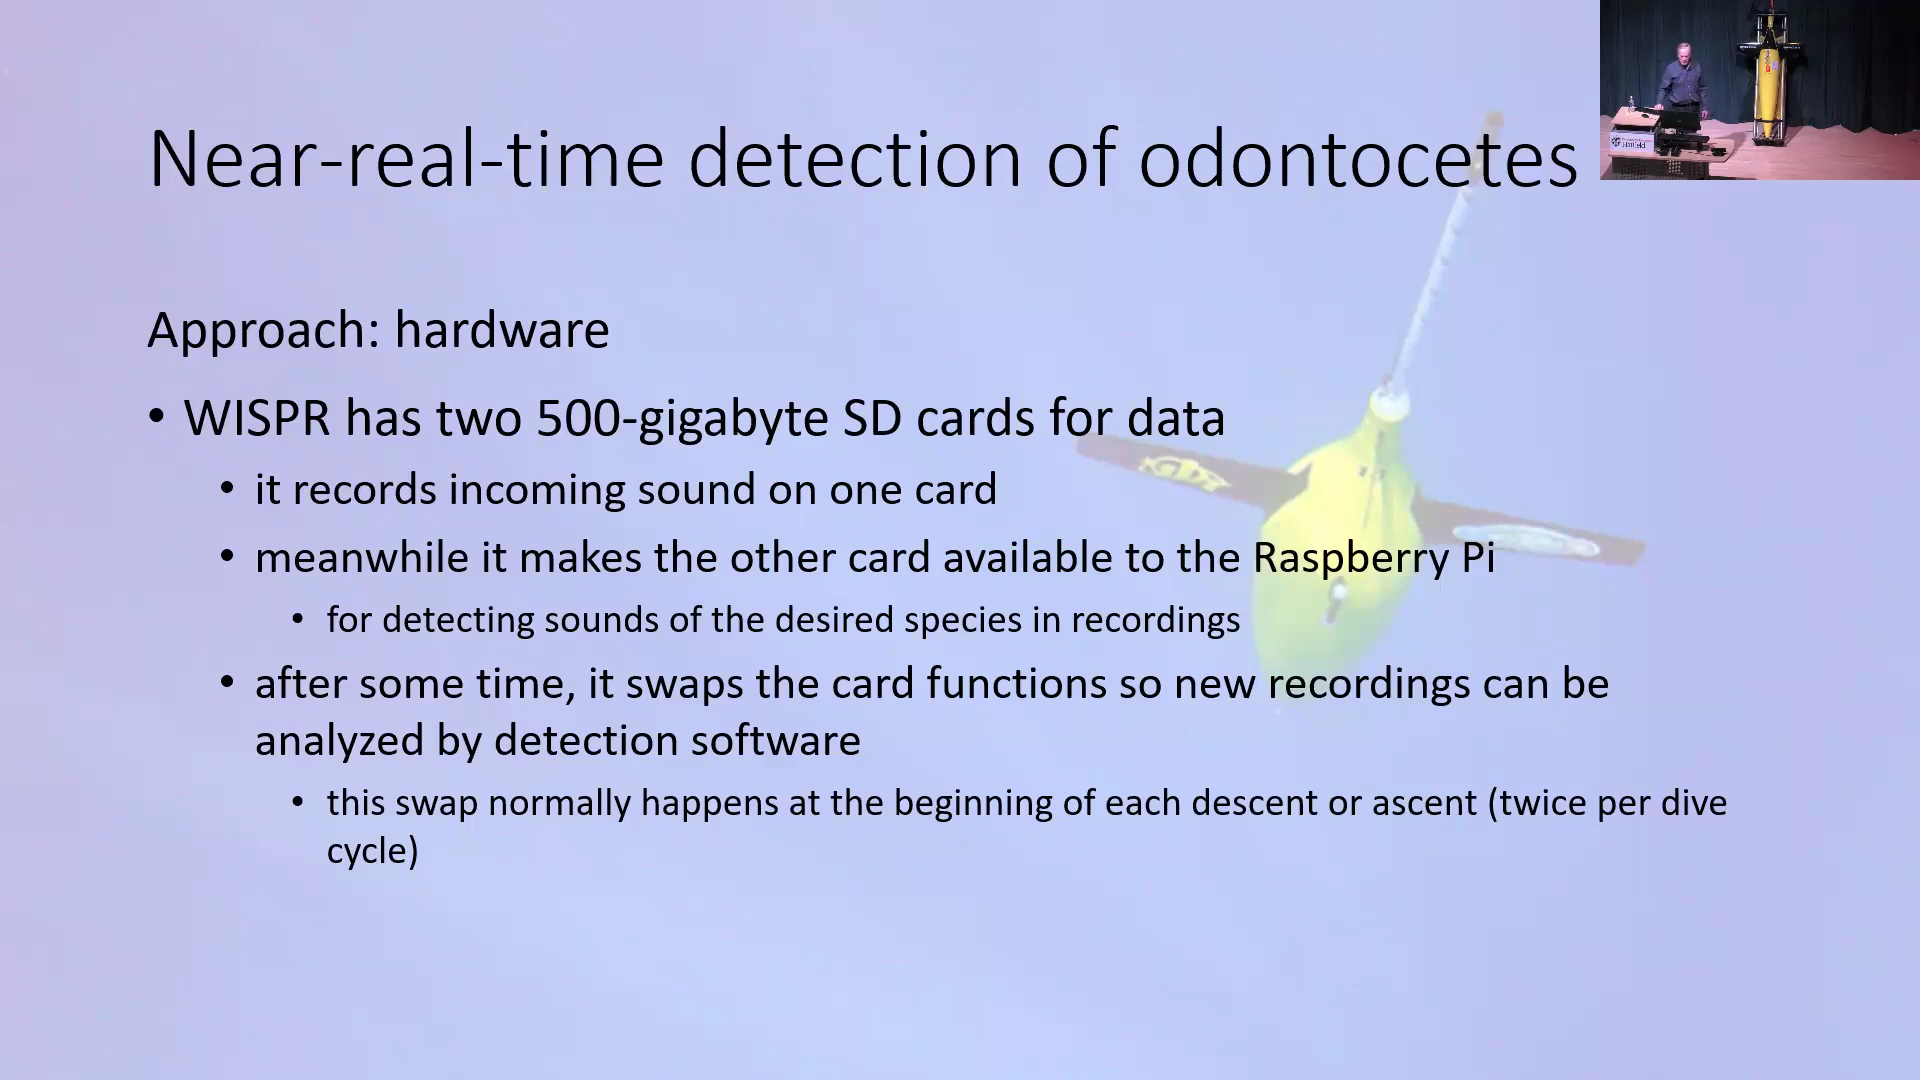 Near-real-time detection of odontocetes
Approach: hardware
• WISPR has two 500-gigabyte SD cards for data
• it records incoming sound on one card
• meanwhile it makes the other card available to the Raspberry Pi
• for detecting sounds of the desired species in recordings
• after some time, it swaps the card functions so new recordings can be
analyzed by detection software
• this swap normally happens at the beginning of each descent or ascent (twice per dive
cycle)